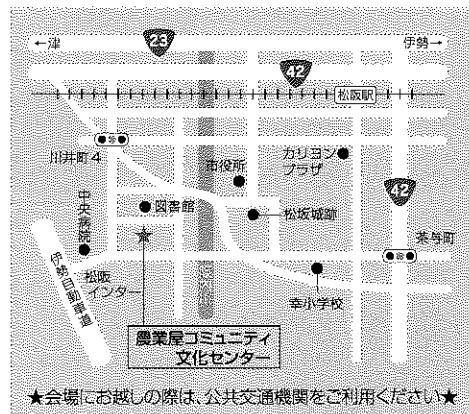 ←津
23
伊勢→
42
松阪駅
川井町4
市役所
カリヨン
プラザ
42
中央病院
図書館
松坂城跡
茶与町
伊勢自動車道
松阪
インター
幸小学校
農業屋コミュニティ
文化センター
★会場にお越しの際は、公共交通機関をご利用ください★